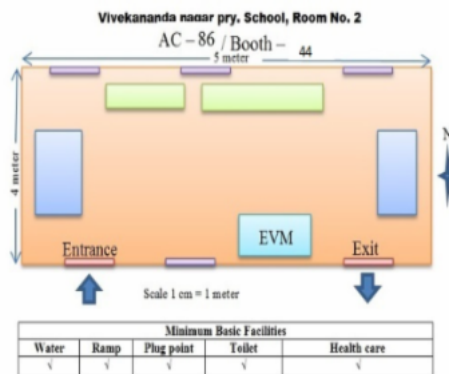 Vivekananda nagar pry. School, Room No. 2
AC – 86 / Booth – 44
5 meter
4 meter
N
Entrance
EVM
Exit
Scale 1 cm = 1 meter
Minimum Basic Facilities
Water Ramp Plug point Toilet Health care
√ √ √ √ √